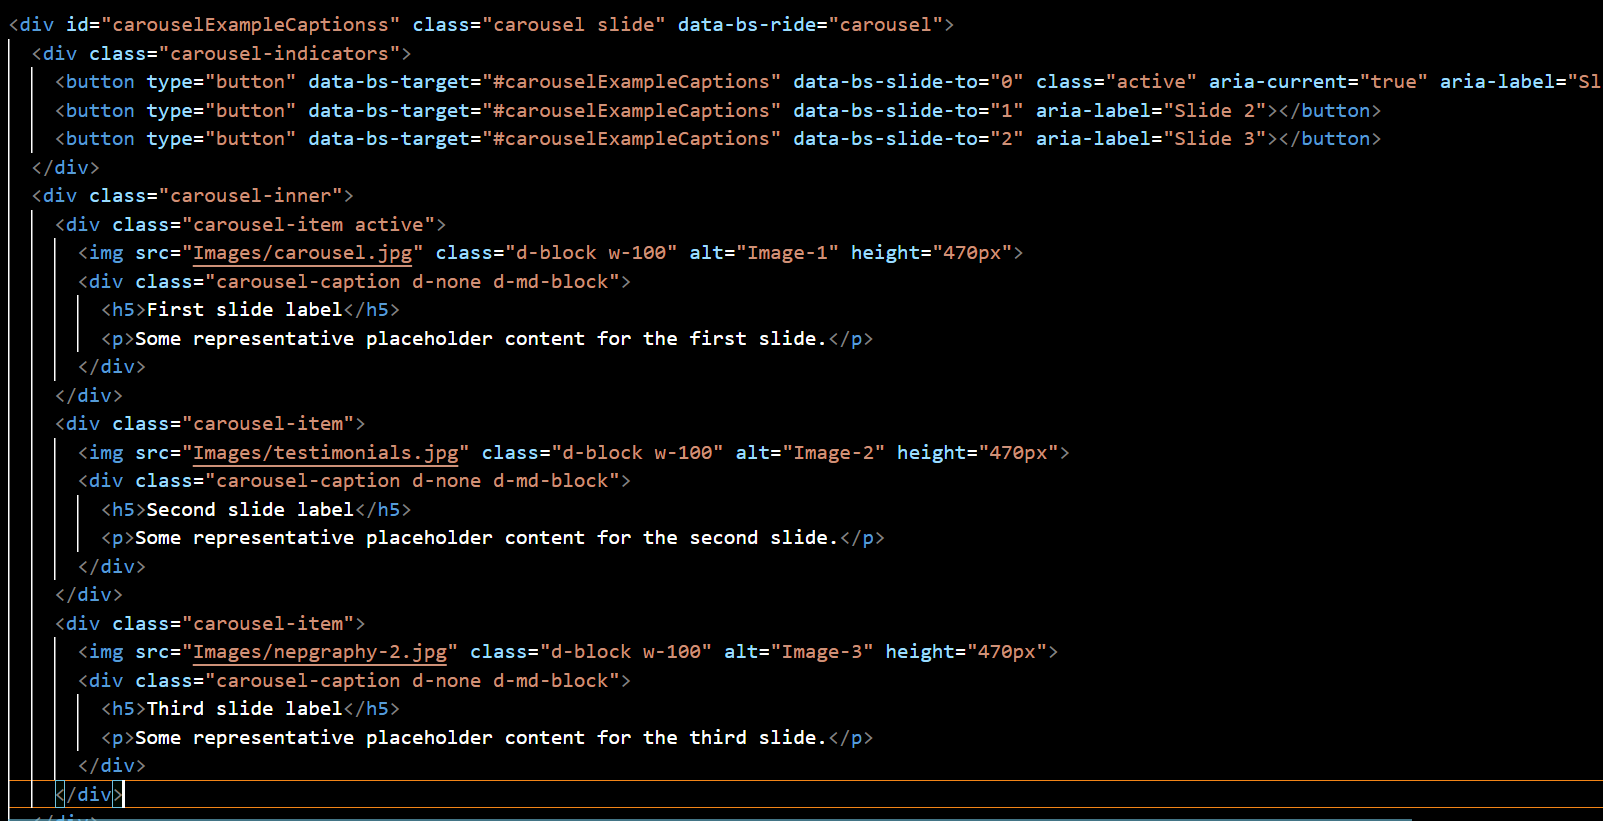 <div id="carouselExampleCaptionss" class="carousel slide" data-bs-ride="carousel">
<div class="carousel-indicators">
<button type="button" data-bs-target="#carouselExampleCaptions" data-bs-slide-to="0" class="active" aria-current="true" aria-label="Sl
<button type="button" data-bs-target="#carouselExampleCaptions" data-bs-slide-to="1" aria-label="Slide 2"></button>
<button type="button" data-bs-target="#carouselExampleCaptions" data-bs-slide-to="2" aria-label="Slide 3"></button>
</div>
<div class="carousel-inner">
<div class="carousel-item active">
<img src="Images/carousel.jpg" class="d-block w-100" alt="Image-1" height="470px">
<div class="carousel-caption d-none d-md-block">
<h5>First slide label</h5>
<p>Some representative placeholder content for the first slide.</p>
</div>
</div>
<div class="carousel-item">
<img src="Images/testimonials.jpg" class="d-block w-100" alt="Image-2" height="470px">
<div class="carousel-caption d-none d-md-block">
<h5>Second slide label</h5>
<p>Some representative placeholder content for the second slide.</p>
</div>
</div>
<div class="carousel-item">
<img src="Images/nepgraphy-2.jpg" class="d-block w-100" alt="Image-3" height="470px">
<div class="carousel-caption d-none d-md-block">
<h5>Third slide label</h5>
<p>Some representative placeholder content for the third slide.</p>
</div>
</div>
</div>